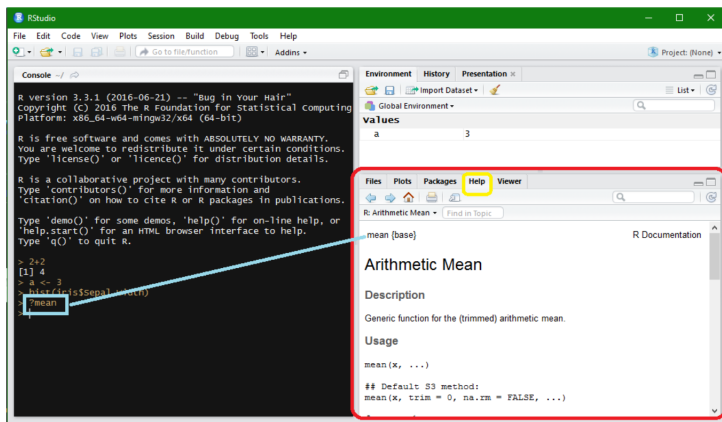 RStudio
File Edit Code View Plots Session Build Debug Tools Help
Go to file/function Addins Project: (None)
Console ~/
R version 3.3.1 (2016-06-21) -- "Bug in Your Hair"
Copyright (C) 2016 The R Foundation for Statistical Computing
Platform: x86_64-w64-mingw32/x64 (64-bit)
R is free software and comes with ABSOLUTELY NO WARRANTY.
You are welcome to redistribute it under certain conditions.
Type 'license()' or 'licence()' for distribution details.
R is a collaborative project with many contributors.
Type 'contributors()' for more information and
'citation()' on how to cite R or R packages in publications.
Type 'demo()' for some demos, 'help()' for on-line help, or
'help.start()' for an HTML browser interface to help.
Type 'q()' to quit R.
> 2+2
[1] 4
> a <- 3
> hist(iris$Sepal.Width)
> ?mean
>
Environment History Presentation
Import Dataset List
Global Environment
Values
a 3
Files Plots Packages Help Viewer
R: Arithmetic Mean Find in Topic
mean {base} R Documentation
Arithmetic Mean
Description
Generic function for the (trimmed) arithmetic mean.
Usage
mean(x, ...)
## Default S3 method:
mean(x, trim = 0, na.rm = FALSE, ...)